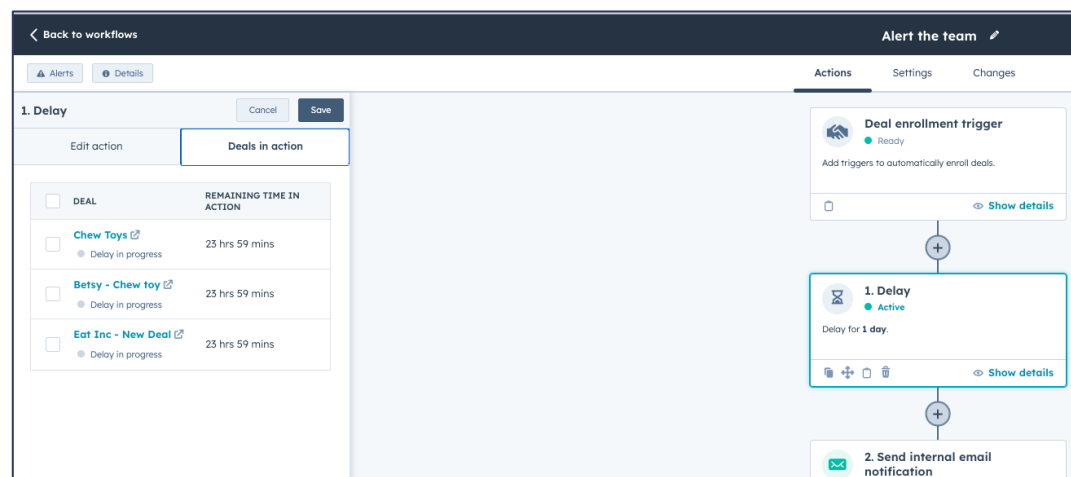 Back to workflows
Alert the team
Alerts
Details
Actions
Settings
Changes
1. Delay
Cancel
Save
Edit action
Deals in action
DEAL
REMAINING TIME IN
ACTION
Chew Toys
Delay in progress
23 hrs 59 mins
Betsy - Chew toy
Delay in progress
23 hrs 59 mins
Eat Inc - New Deal
Delay in progress
23 hrs 59 mins
Deal enrollment trigger
Ready
Add triggers to automatically enroll deals.
Show details
1. Delay
Active
Delay for 1 day.
Show details
2. Send internal email
notification